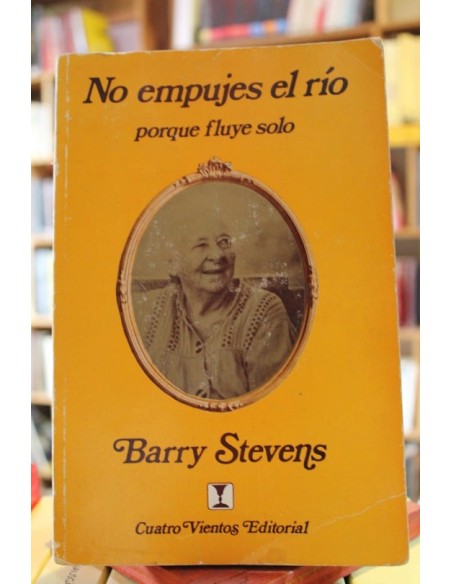 No empujes el río
porque fluye solo
Barry Stevens
Cuatro Vientos Editorial